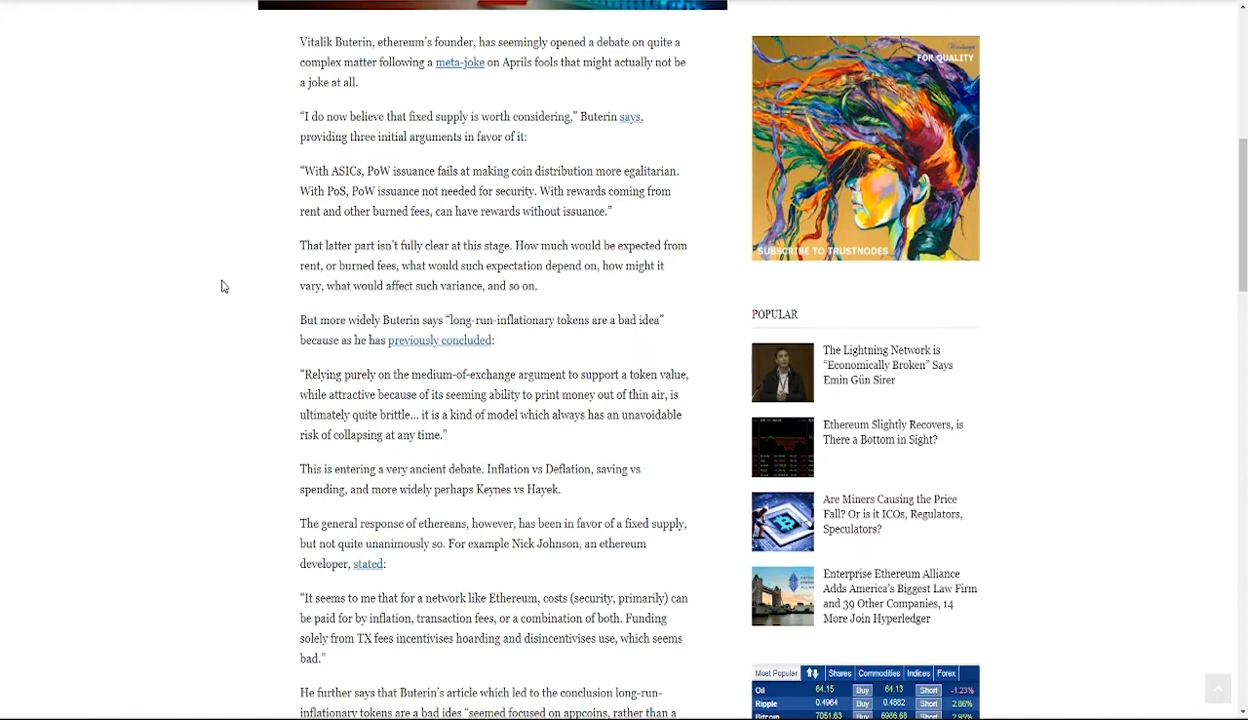 Vitalik Buterin, ethereum's founder, has seemingly opened a debate on quite a
complex matter following a meta-joke on Aprils fools that might actually not be
a joke at all.
"I do now believe that fixed supply is worth considering," Buterin says,
providing three initial arguments in favor of it:
"With ASICs, PoW issuance fails at making coin distribution more egalitarian.
With PoS, PoW issuance not needed for security. With rewards coming from
rent and other burned fees, can have rewards without issuance."
That latter part isn't fully clear at this stage. How much would be expected from
rent, or burned fees, what would such expectation depend on, how might it
vary, what would affect such variance, and so on.
But more widely Buterin says "long-run-inflationary tokens are a bad idea"
because as he has previously concluded:
"Relying purely on the medium-of-exchange argument to support a token value,
while attractive because of its seeming ability to print money out of thin air, is
ultimately quite brittle... it is a kind of model which always has an unavoidable
risk of collapsing at any time."
This is entering a very ancient debate. Inflation vs Deflation, saving vs
spending, and more widely perhaps Keynes vs Hayek.
The general response of ethereans, however, has been in favor of a fixed supply,
but not quite unanimously so. For example Nick Johnson, an ethereum
developer, stated:
"It seems to me that for a network like Ethereum, costs (security, primarily) can
be paid for by inflation, transaction fees, or a combination of both. Funding
solely from TX fees incentivises hoarding and disincentivises use, which seems
bad."
He further says that Buterin's article which led to the conclusion long-run-
inflationary tokens are a bad ides "seemed focused on appcoins, rather than a
FOR QUALITY
SUBSCRIBE TO TRUSTNODES
POPULAR
The Lightning Network is
"Economically Broken" Says
Emin Gün Sirer
Ethereum Slightly Recovers, is
There a Bottom in Sight?
Are Miners Causing the Price
Fall? Or is it ICOs, Regulators,
Speculators?
Enterprise Ethereum Alliance
Adds America's Biggest Law Firm
and 39 Other Companies, 14
More Join Hyperledger
Most Popular Shares Commodities Indices Forex
Oil 64.15 Buy 64.13 Short -1.23%
Ripple 0.4964 Buy 0.4882 Short 2.86%
Bitcoin 7051.63 Buy 6986.68 Short